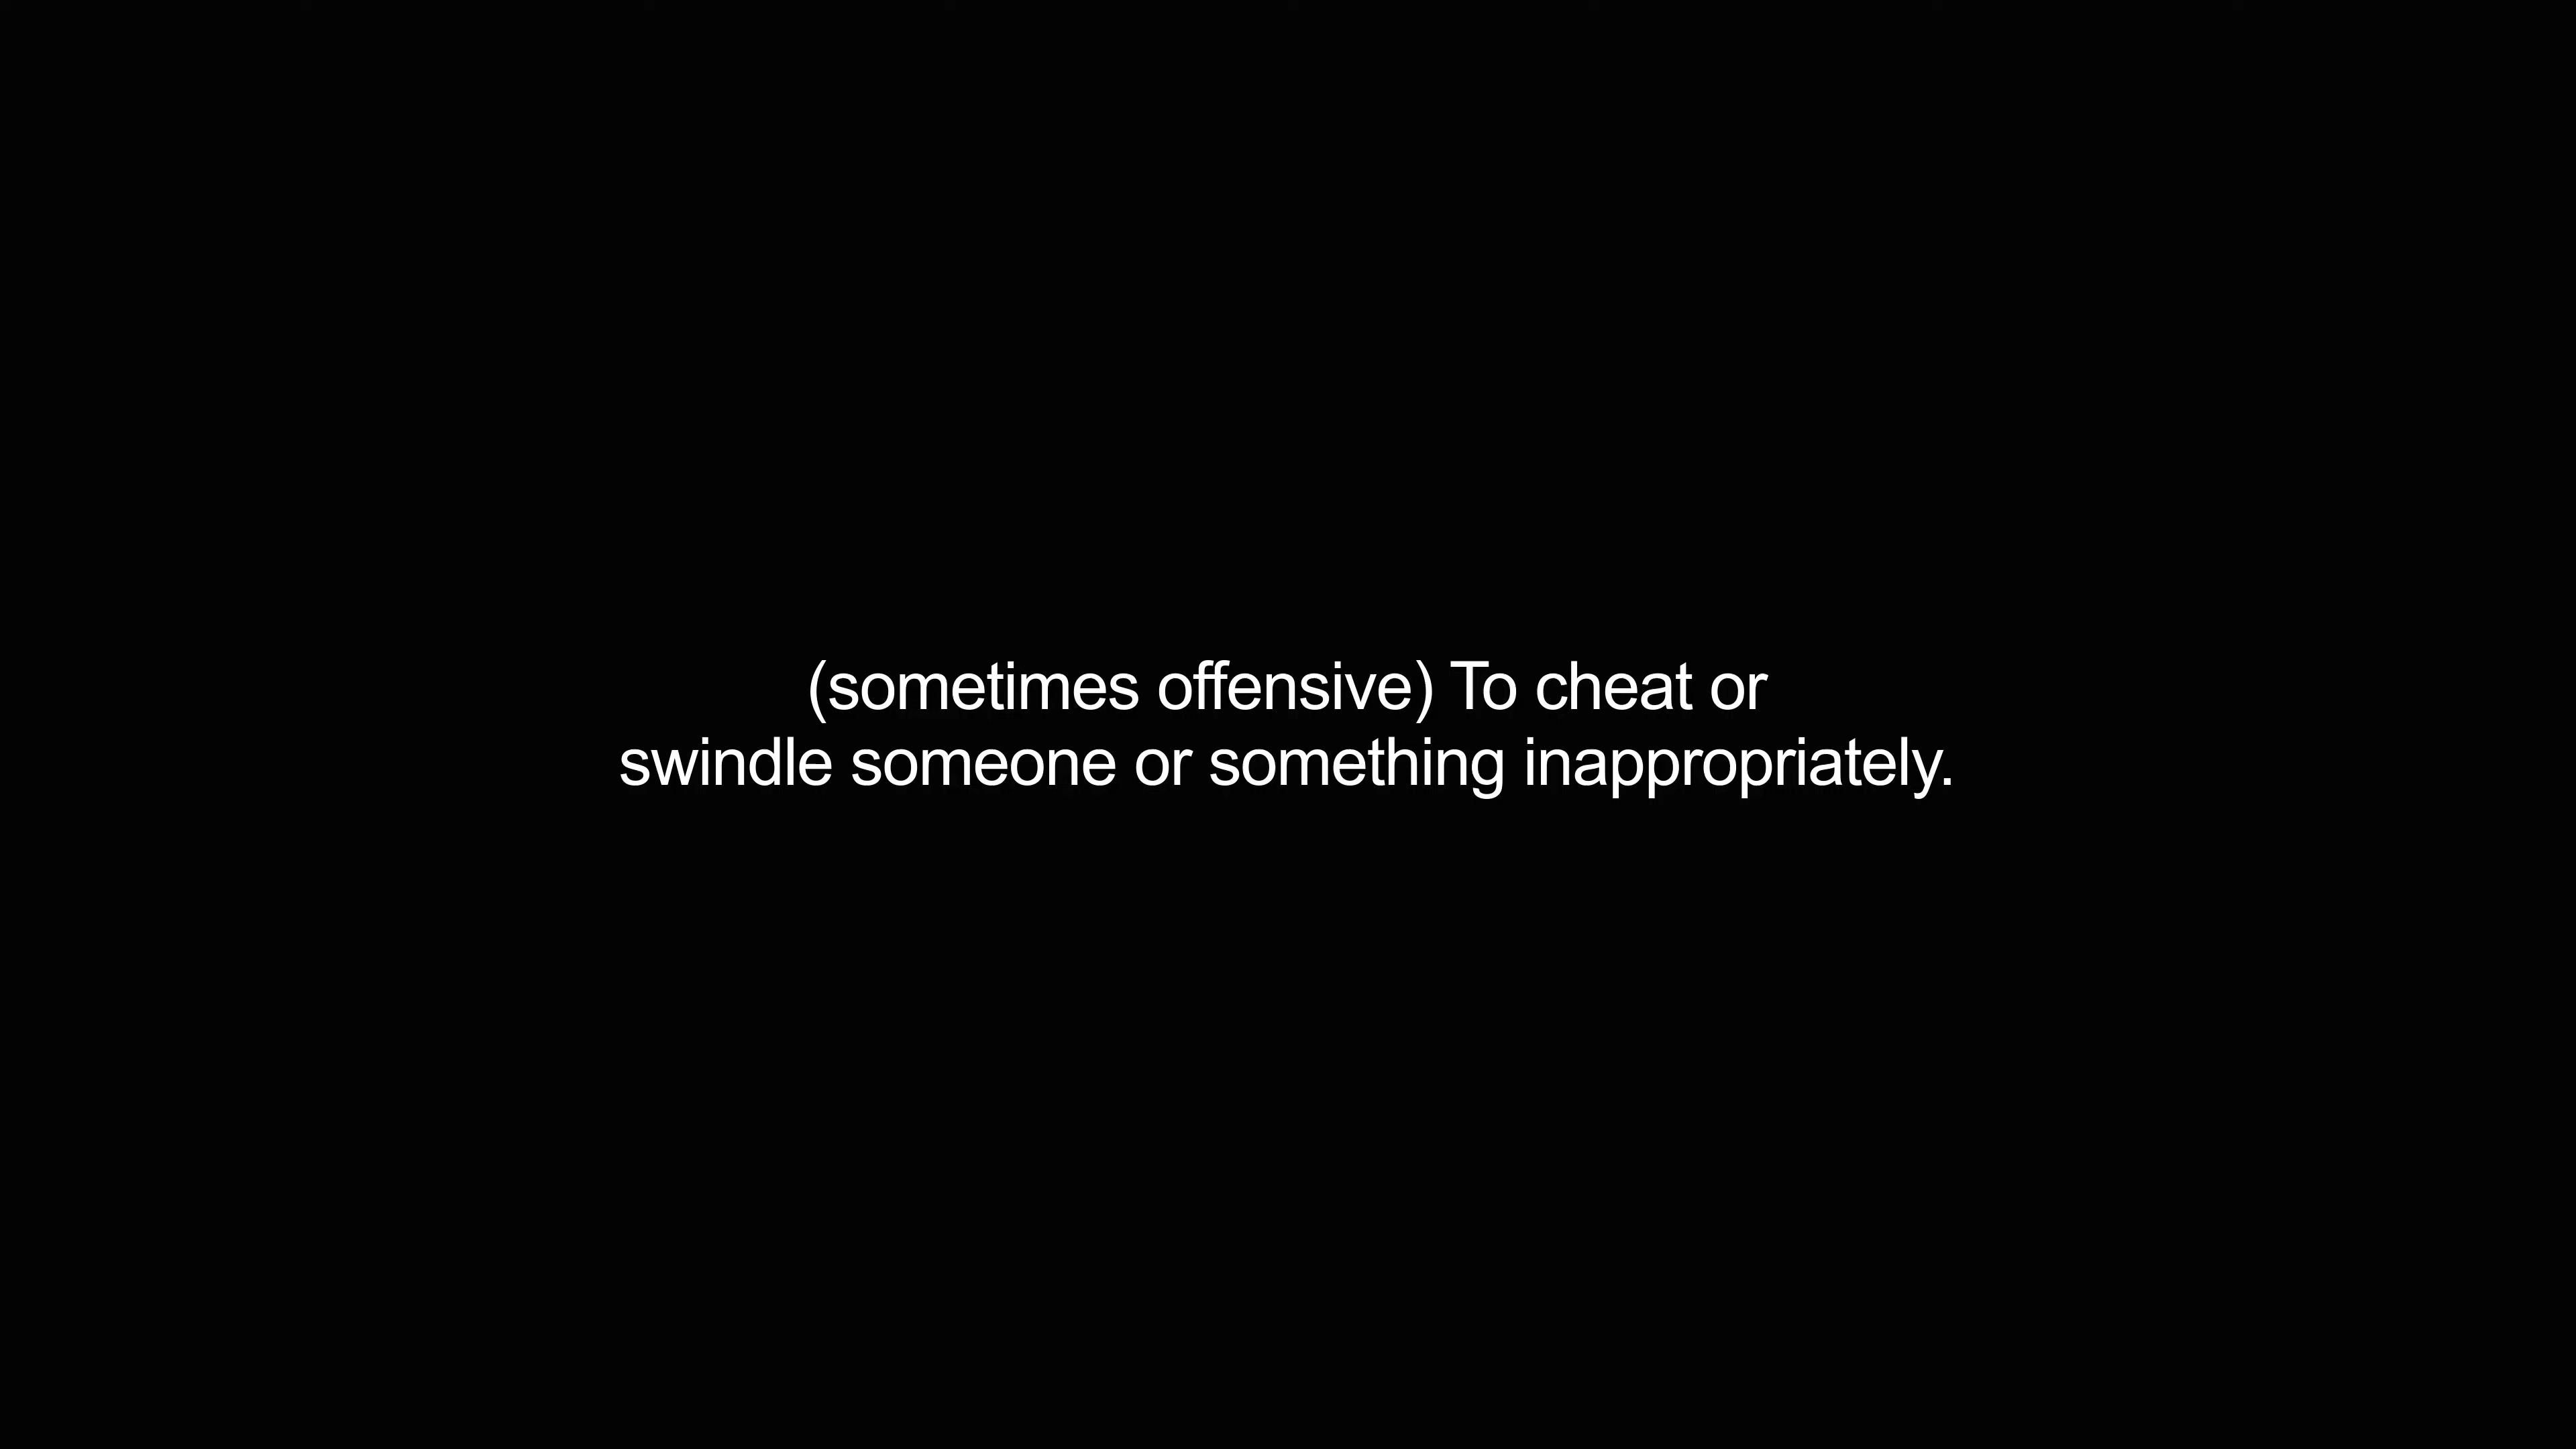 (sometimes offensive) To cheat or
swindle someone or something inappropriately.